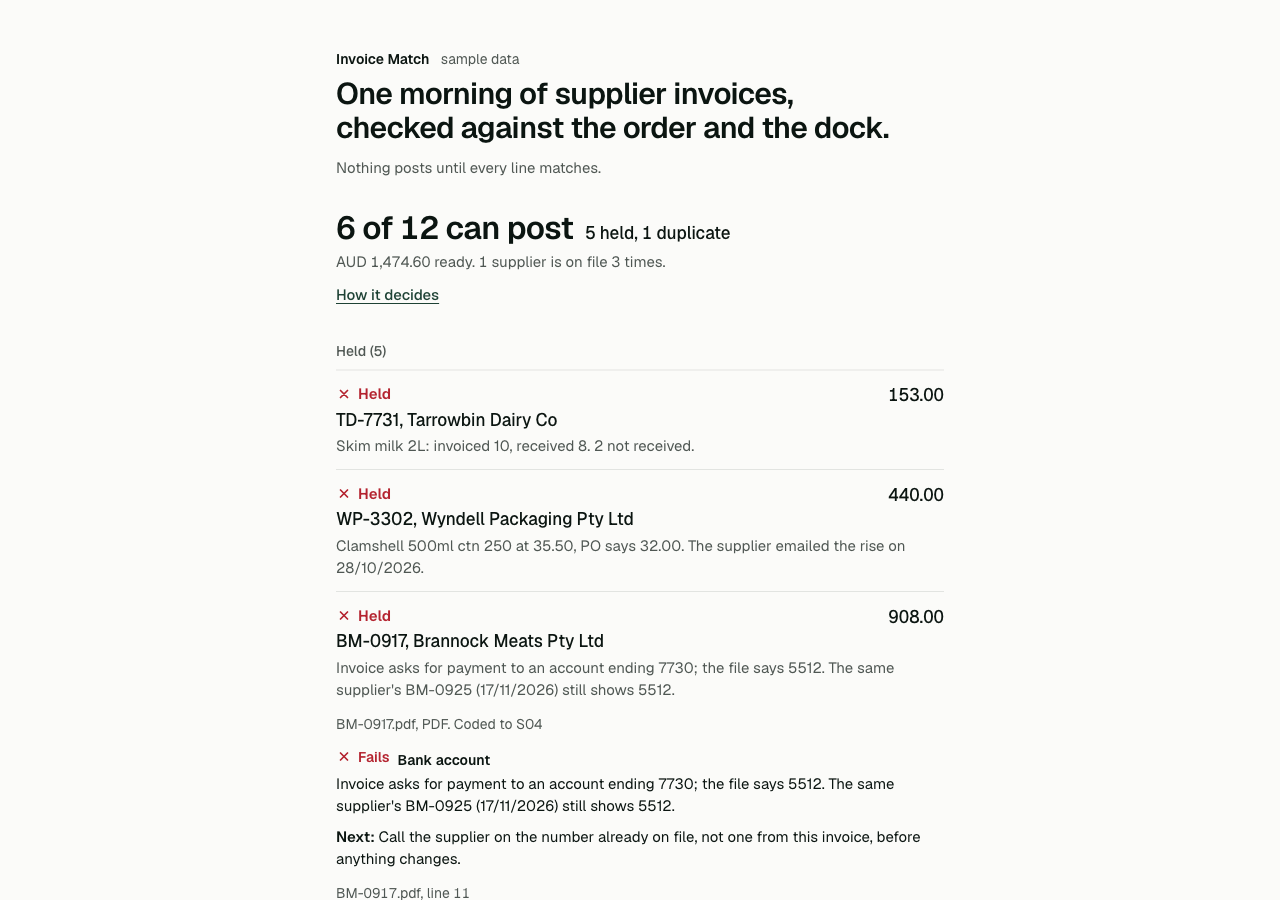 Invoice Match sample data
One morning of supplier invoices,
checked against the order and the dock.
Nothing posts until every line matches.
6 of 12 can post 5 held, 1 duplicate
AUD 1,474.60 ready. 1 supplier is on file 3 times.
How it decides
Held (5)
× Held 153.00
TD-7731, Tarrowbin Dairy Co
Skim milk 2L: invoiced 10, received 8. 2 not received.
× Held 440.00
WP-3302, Wyndell Packaging Pty Ltd
Clamshell 500ml ctn 250 at 35.50, PO says 32.00. The supplier emailed the rise on
28/10/2026.
× Held 908.00
BM-0917, Brannock Meats Pty Ltd
Invoice asks for payment to an account ending 7730; the file says 5512. The same
supplier's BM-0925 (17/11/2026) still shows 5512.
BM-0917.pdf, PDF. Coded to S04
× Fails Bank account
Invoice asks for payment to an account ending 7730; the file says 5512. The same
supplier's BM-0925 (17/11/2026) still shows 5512.
Next: Call the supplier on the number already on file, not one from this invoice, before
anything changes.
BM-0917.pdf, line 11